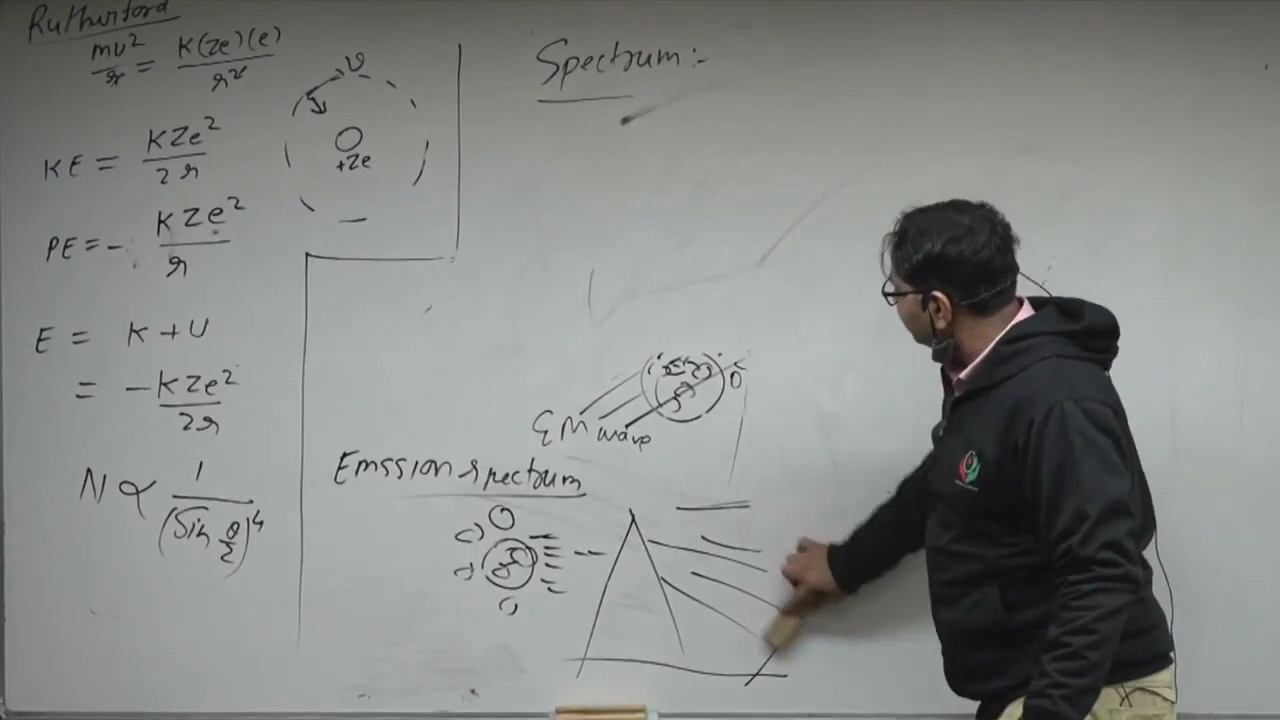 Rutherford
mv²/r = K(Ze)(e)/r²
v
+Ze
KE = KZe²/2r
PE = - KZe²/r
E = K + U
= -KZe²/2r
N ∝ 1/(Sin θ/2)^4
Spectrum :-
EM wave
Emssion spectrum